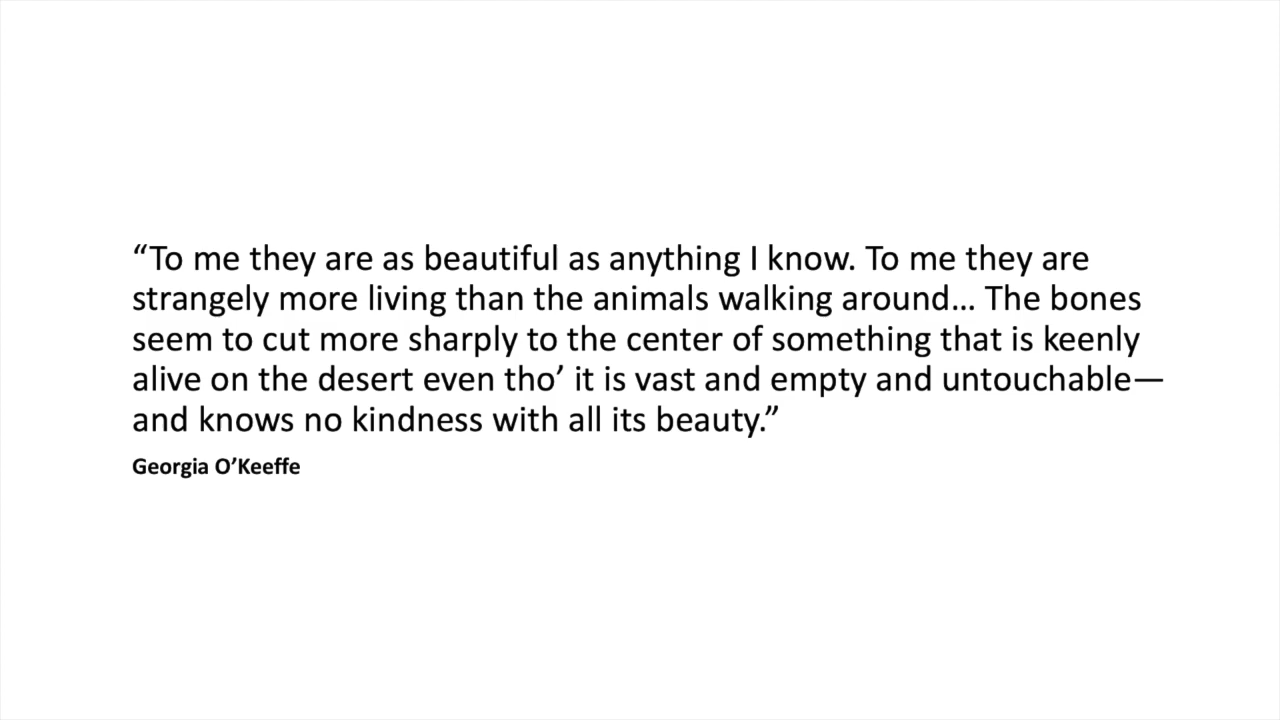 “To me they are as beautiful as anything I know. To me they are
strangely more living than the animals walking around… The bones
seem to cut more sharply to the center of something that is keenly
alive on the desert even tho’ it is vast and empty and untouchable—
and knows no kindness with all its beauty.”
Georgia O’Keeffe